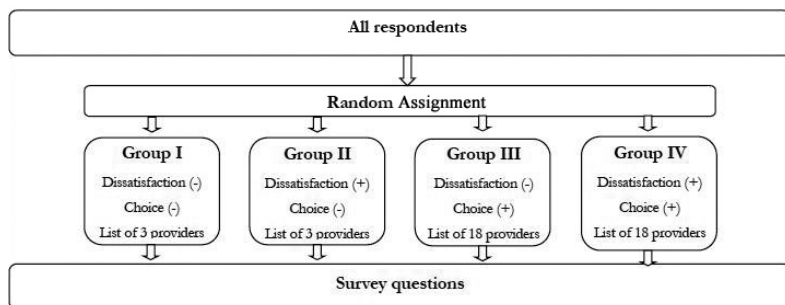 All respondents
Random Assignment
Group I
Dissatisfaction (-)
Choice (-)
List of 3 providers
Group II
Dissatisfaction (+)
Choice (-)
List of 3 providers
Group III
Dissatisfaction (-)
Choice (+)
List of 18 providers
Group IV
Dissatisfaction (+)
Choice (+)
List of 18 providers
Survey questions